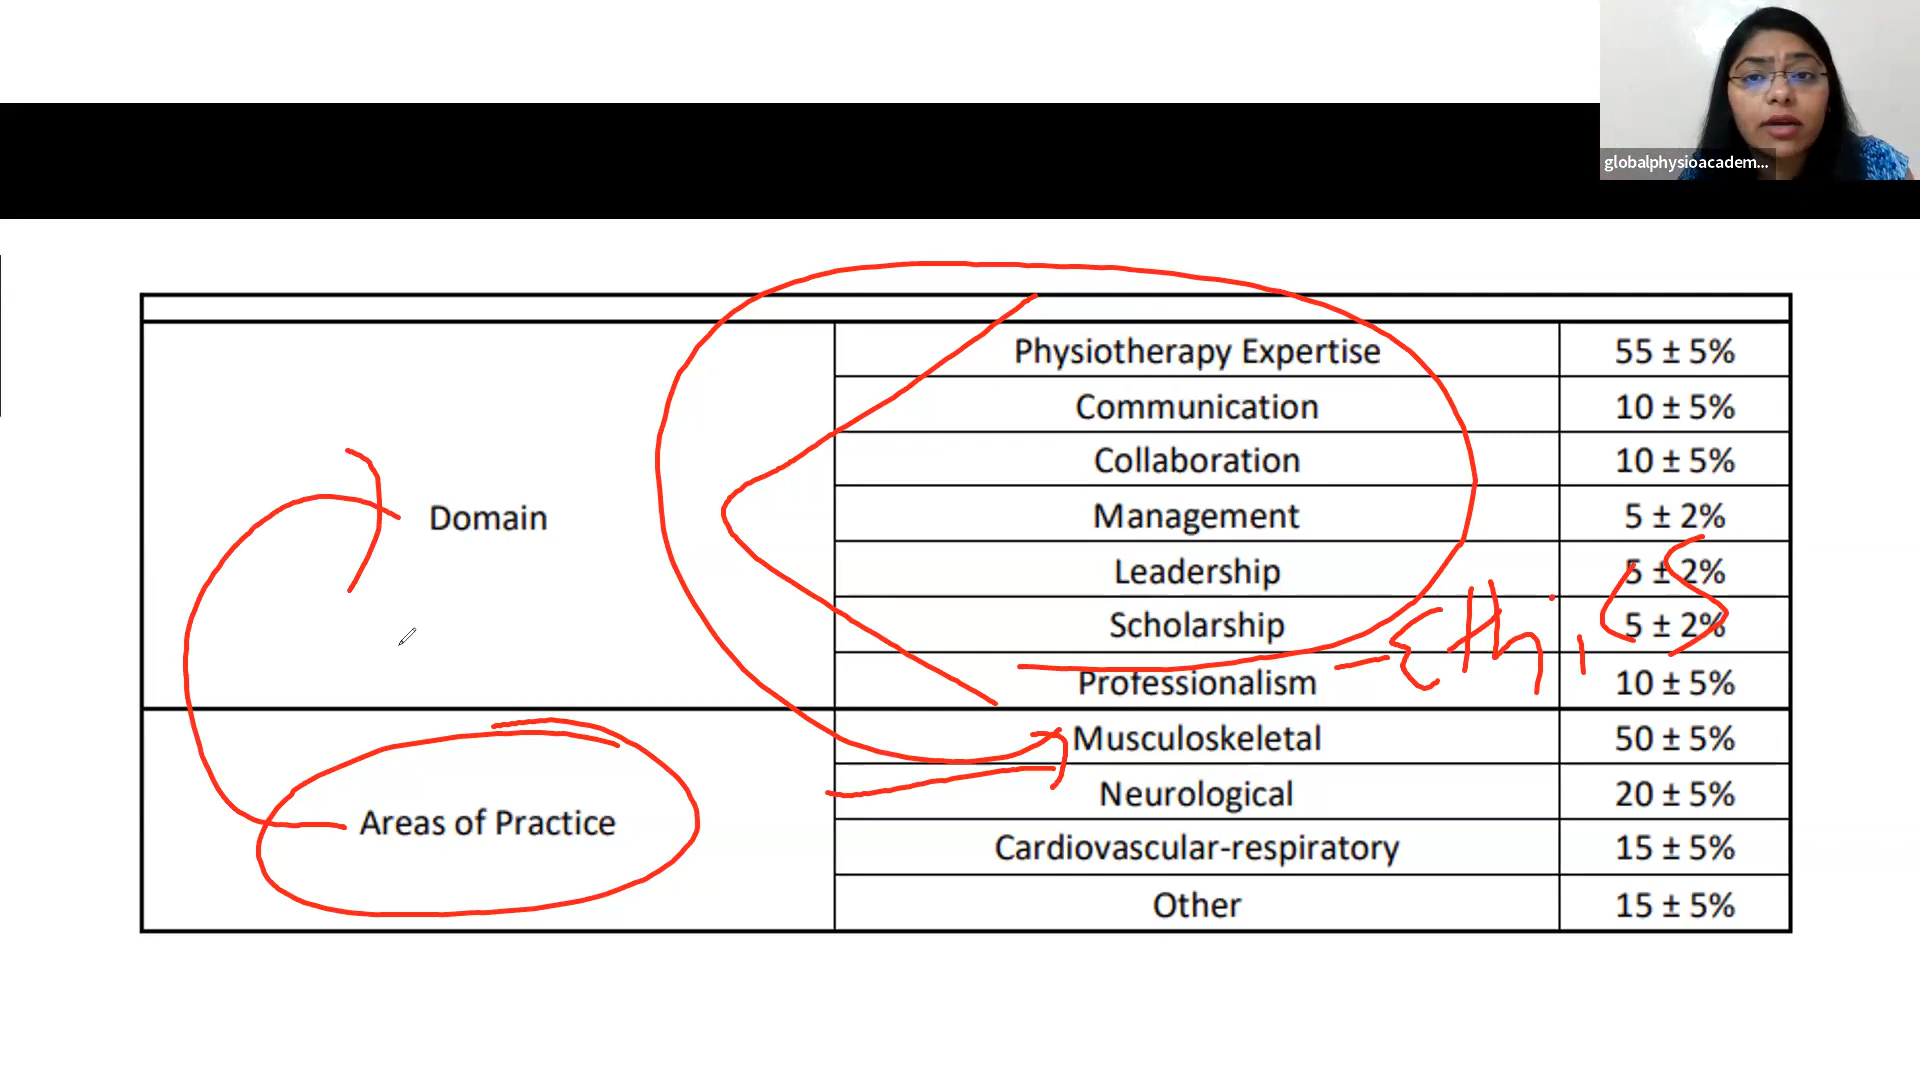 globalphysioacadem...
Domain
Physiotherapy Expertise 55 ± 5%
Communication 10 ± 5%
Collaboration 10 ± 5%
Management 5 ± 2%
Leadership 5 ± 2%
Scholarship 5 ± 2%
Professionalism 10 ± 5%
Ethics
Areas of Practice
Musculoskeletal 50 ± 5%
Neurological 20 ± 5%
Cardiovascular-respiratory 15 ± 5%
Other 15 ± 5%